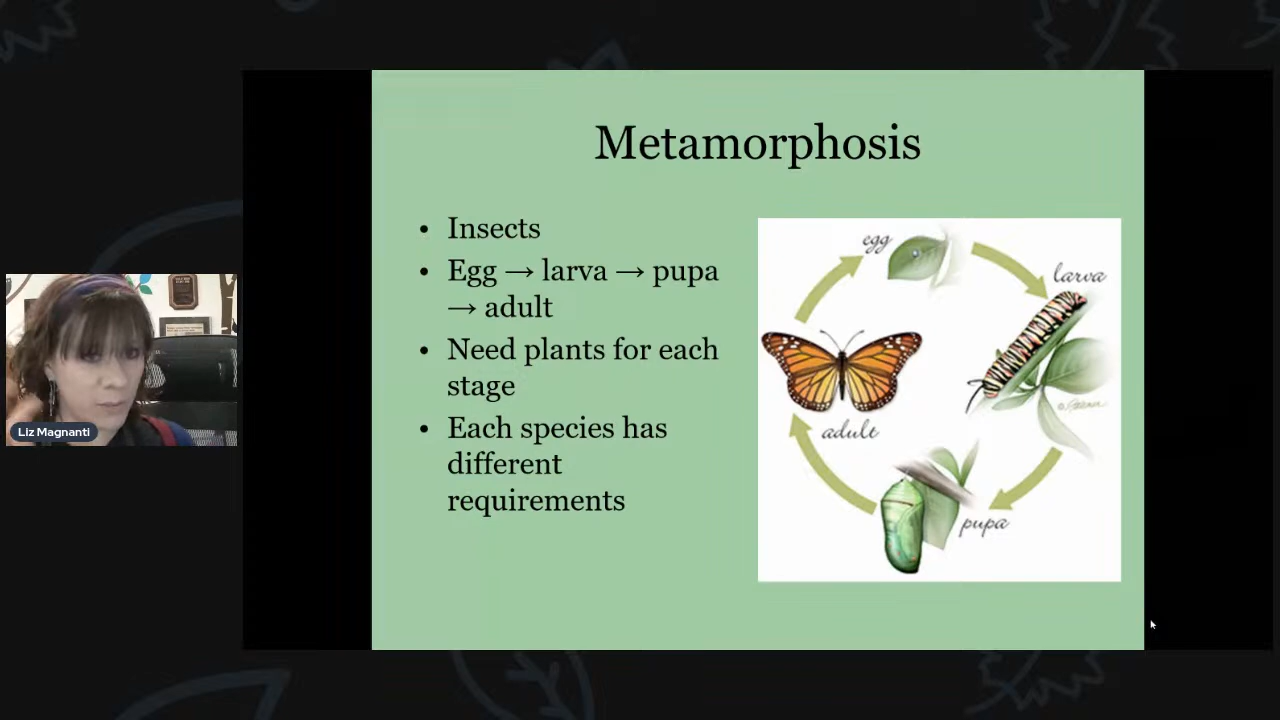 Metamorphosis
• Insects
• Egg → larva → pupa
→ adult
• Need plants for each
stage
• Each species has
different
requirements
egg
larva
adult
pupa
Liz Magnanti